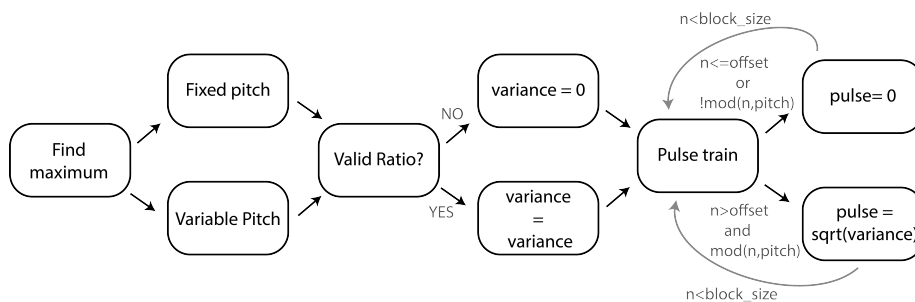 Find
maximum
Fixed pitch
Variable Pitch
Valid Ratio?
NO
YES
variance = 0
variance
=
variance
Pulse train
n<block_size
n<=offset
or
!mod(n,pitch)
pulse= 0
n>offset
and
mod(n,pitch)
pulse =
sqrt(variance)
n<block_size